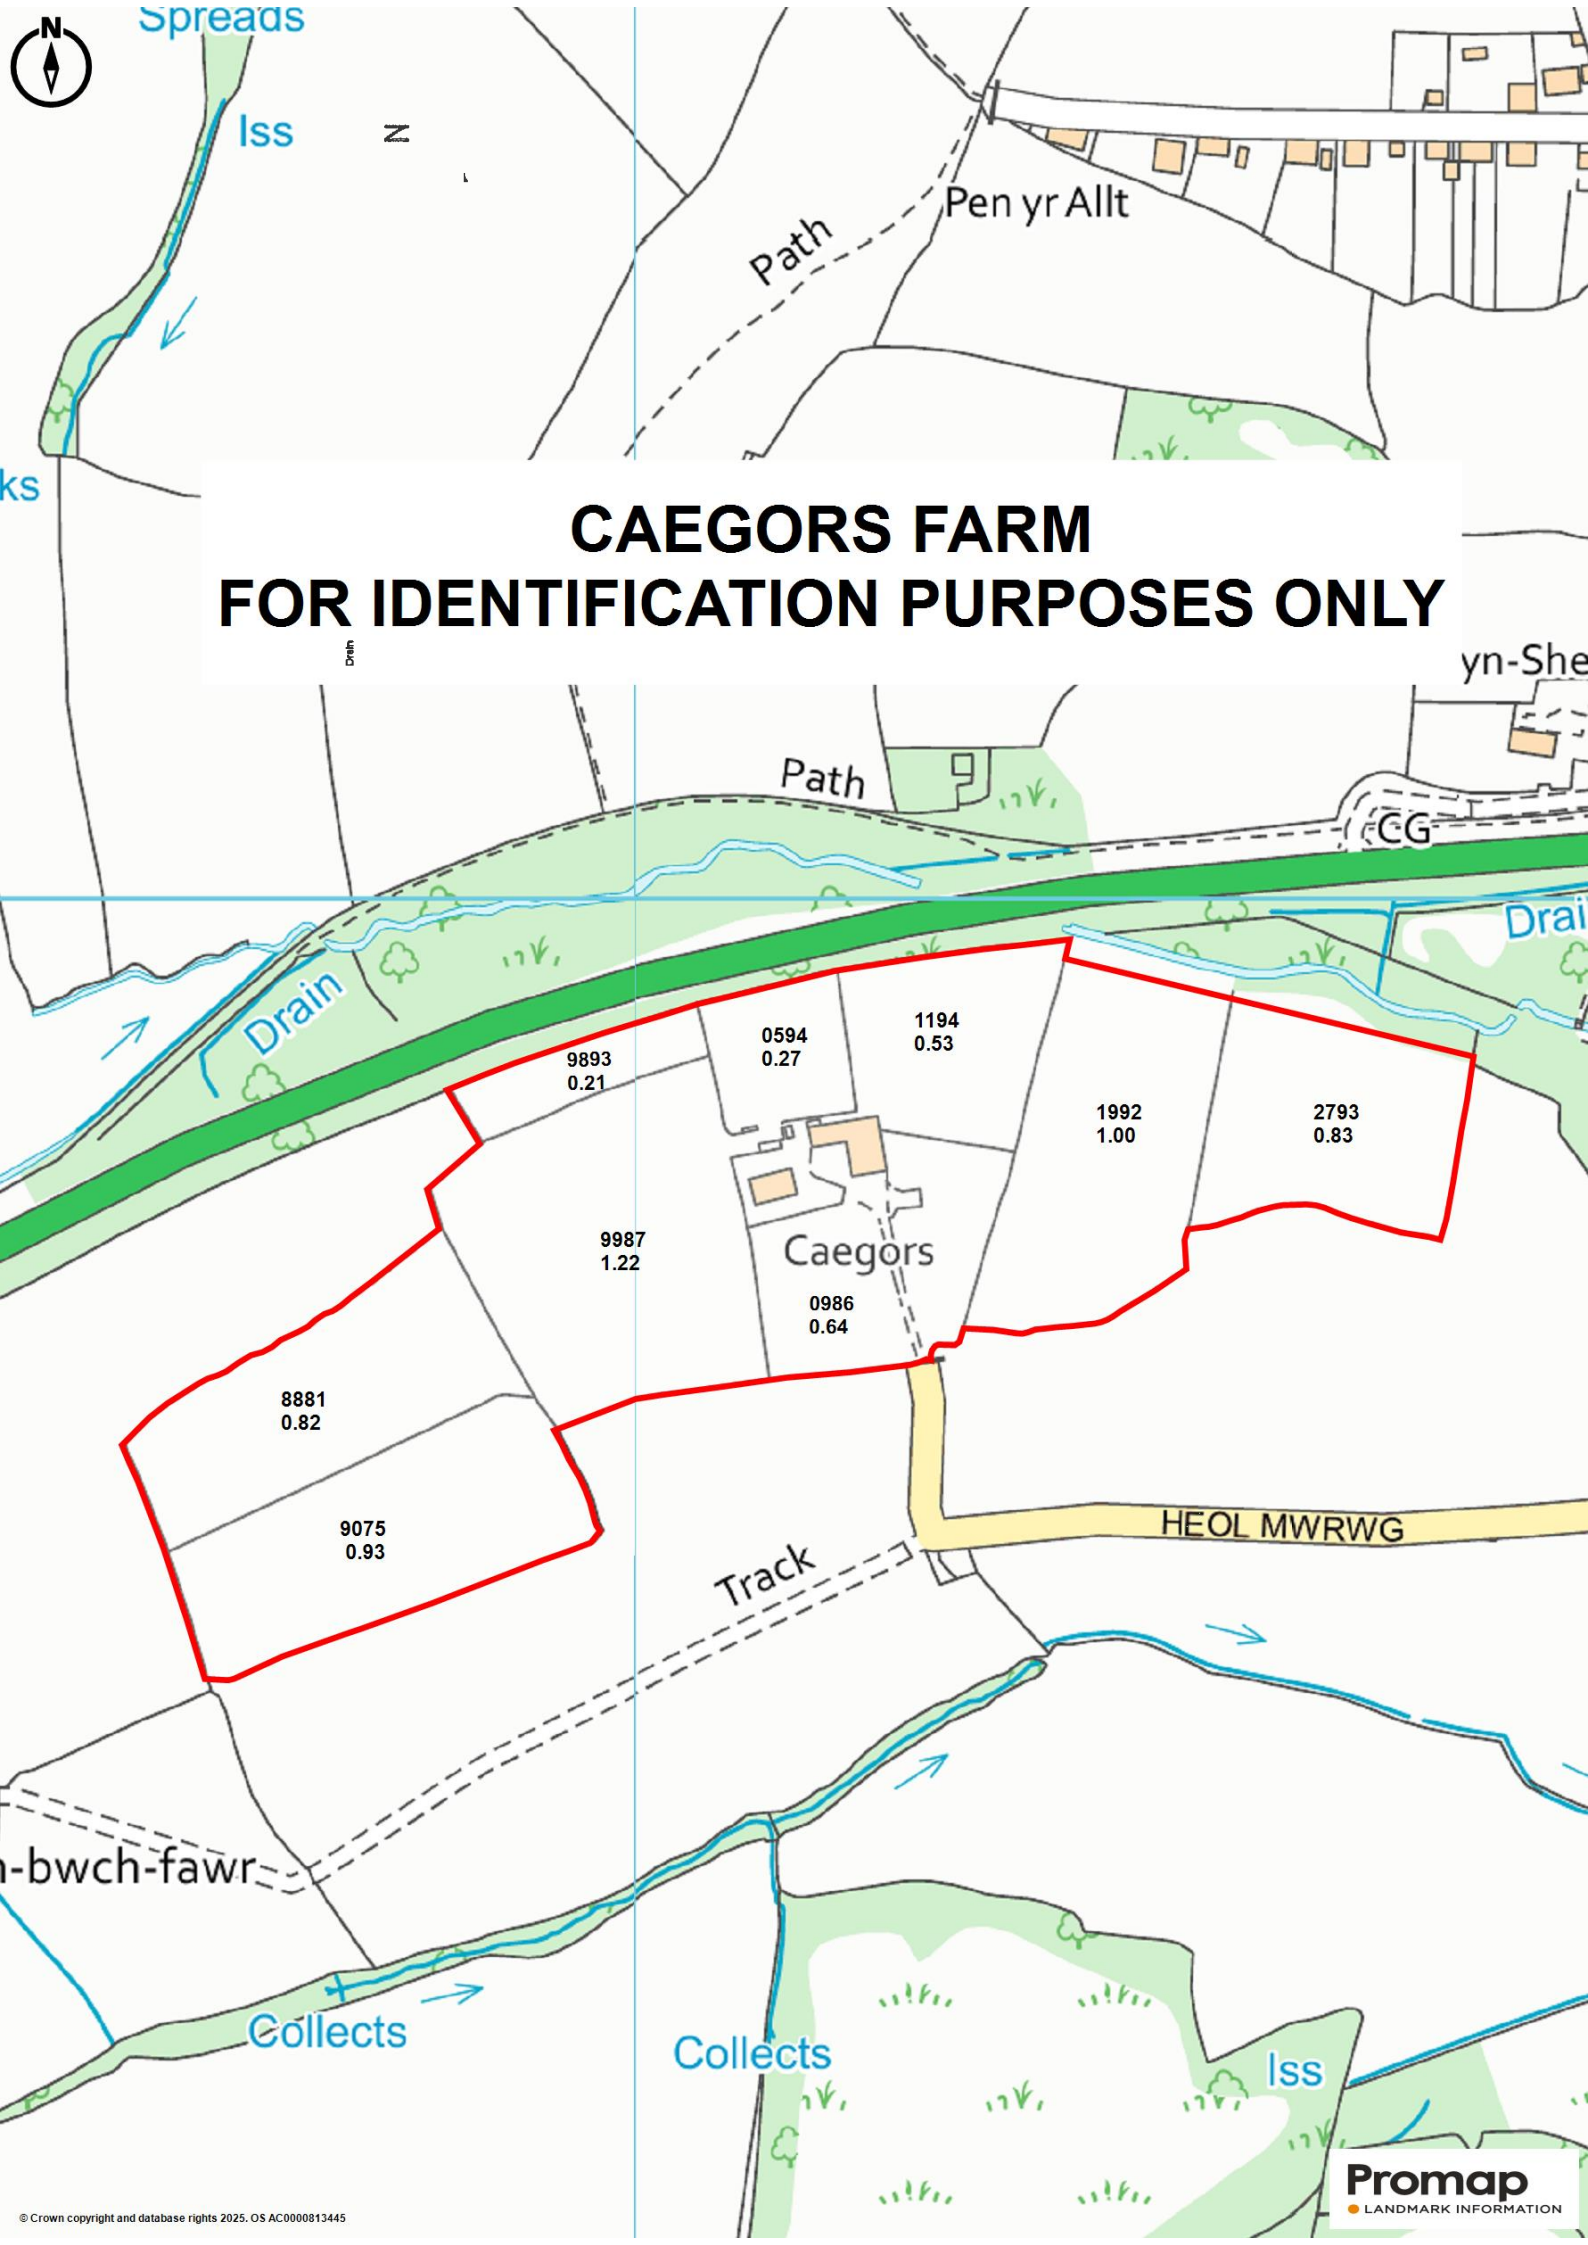 Spreads
N
Iss
N
Pen yr Allt
Path
ks
CAEGORS FARM
FOR IDENTIFICATION PURPOSES ONLY
Drain
yn-She
Path
CG
Drai
Drain
1194
0.53
0594
0.27
9893
0.21
1992
1.00
2793
0.83
9987
1.22
Caegors
0986
0.64
8881
0.82
9075
0.93
HEOL MWRWG
Track
n-bwch-fawr
Collects
Collects
Iss
Promap
LANDMARK INFORMATION
© Crown copyright and database rights 2025. OS AC0000813445